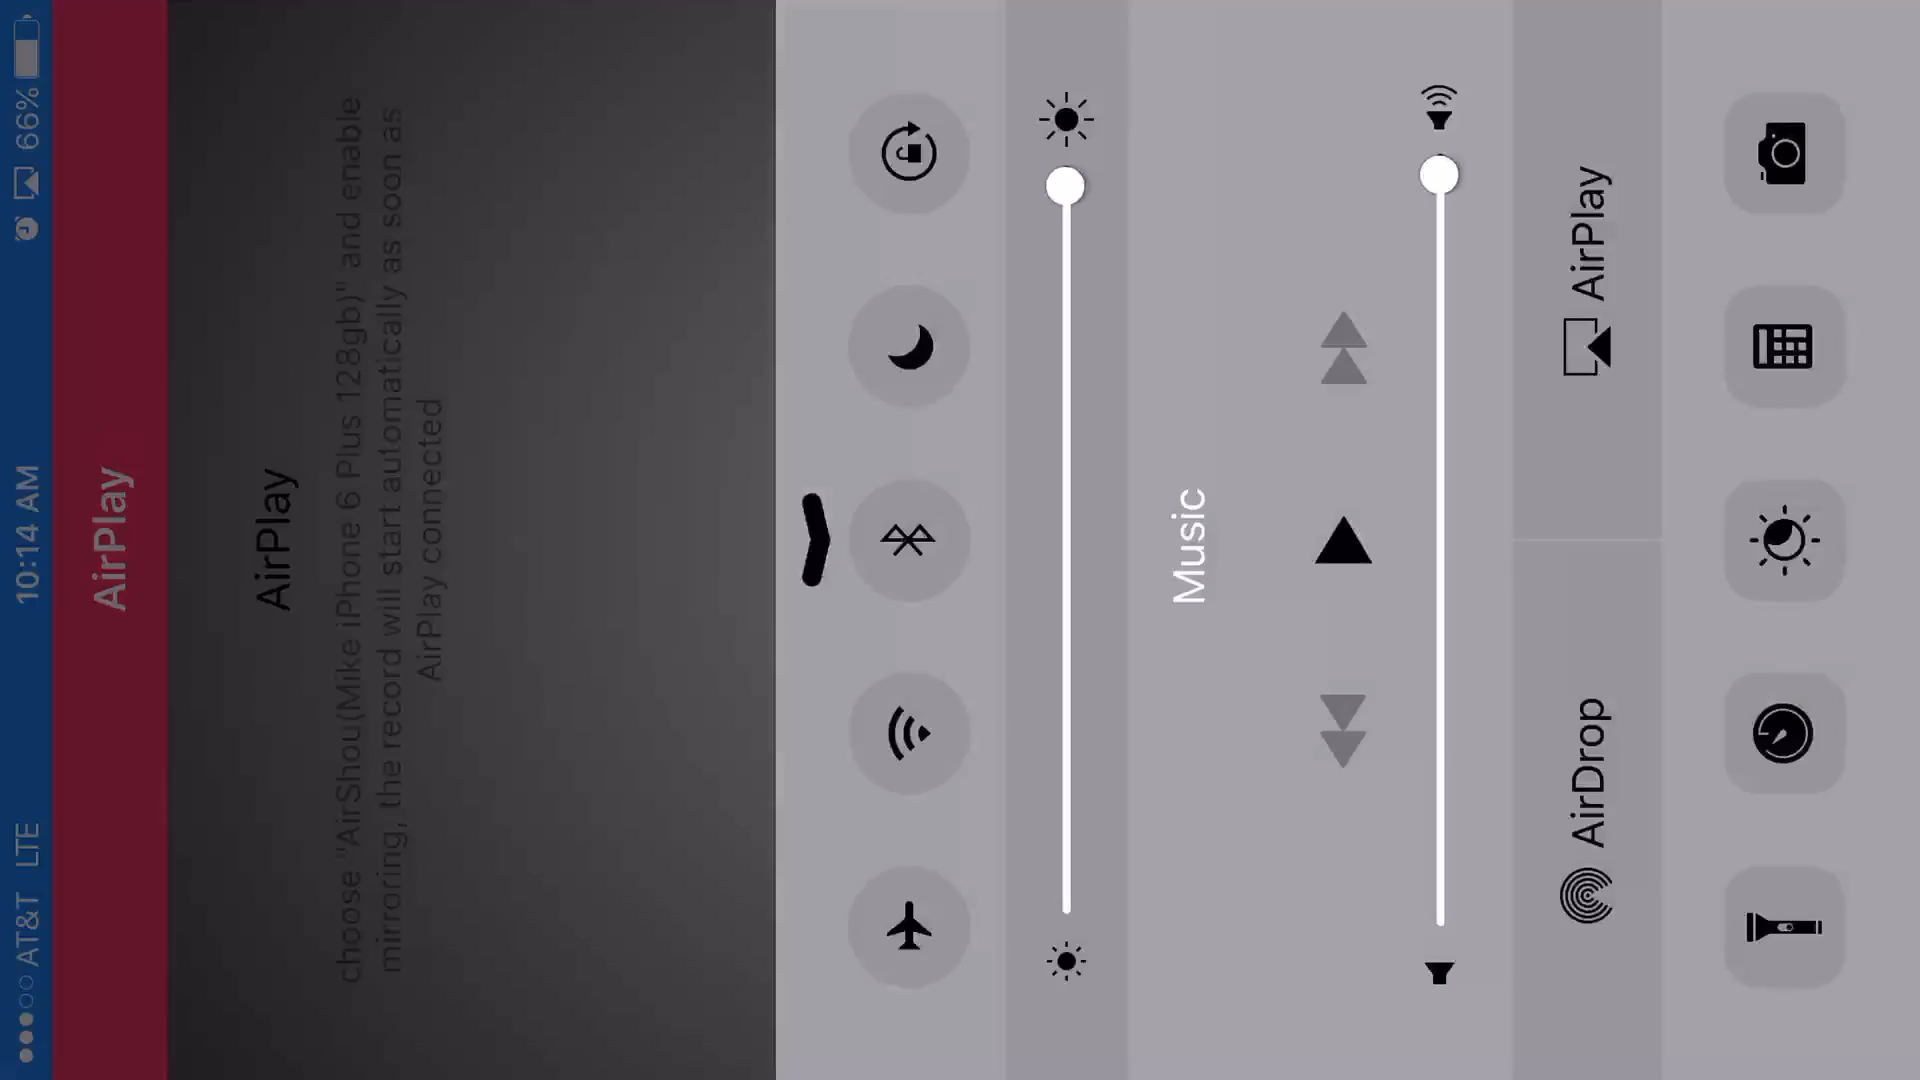 AT&T LTE 10:14 AM 66%
AirPlay
AirPlay
choose "AirShou(Mike iPhone 6 Plus 128gb)" and enable
mirroring, the record will start automatically as soon as
AirPlay connected
Music
AirDrop AirPlay